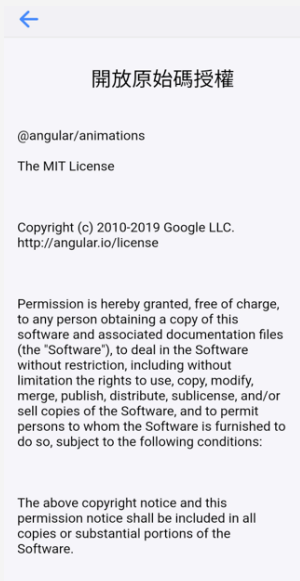 開放原始碼授權
@angular/animations
The MIT License
Copyright (c) 2010-2019 Google LLC.
http://angular.io/license
Permission is hereby granted, free of charge,
to any person obtaining a copy of this
software and associated documentation files
(the "Software"), to deal in the Software
without restriction, including without
limitation the rights to use, copy, modify,
merge, publish, distribute, sublicense, and/or
sell copies of the Software, and to permit
persons to whom the Software is furnished to
do so, subject to the following conditions:
The above copyright notice and this
permission notice shall be included in all
copies or substantial portions of the
Software.